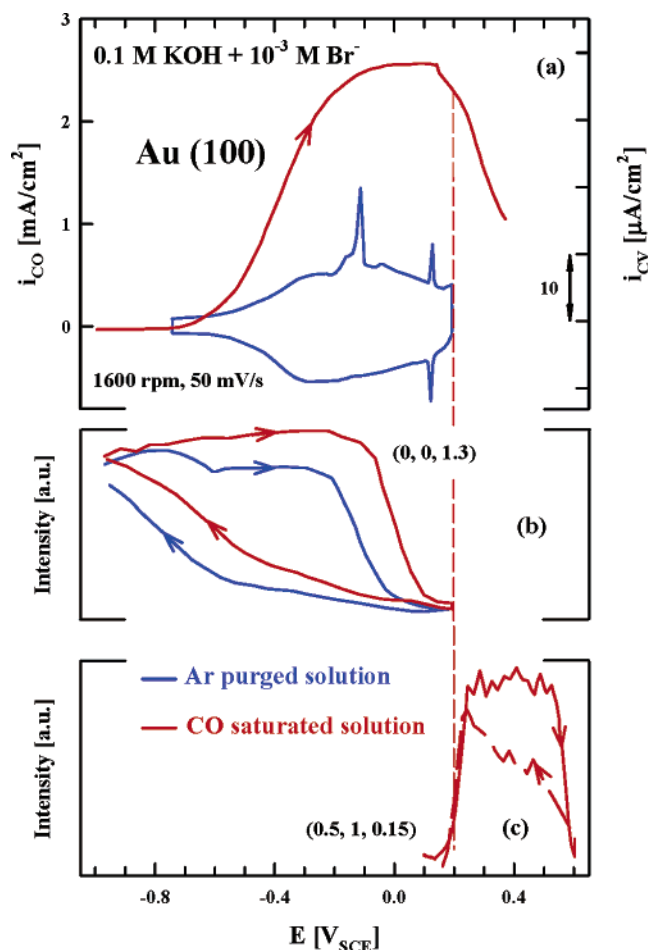 3
0.1 M KOH + 10⁻³ M Br⁻
(a)
2
Au (100)
i_CO [mA/cm²]
i_CV [µA/cm²]
1
10
0
1600 rpm, 50 mV/s
(0, 0, 1.3)
Intensity [a.u.]
(b)
Ar purged solution
CO saturated solution
Intensity [a.u.]
(0.5, 1, 0.15)
(c)
-0.8 -0.4 0.0 0.4
E [V_SCE]